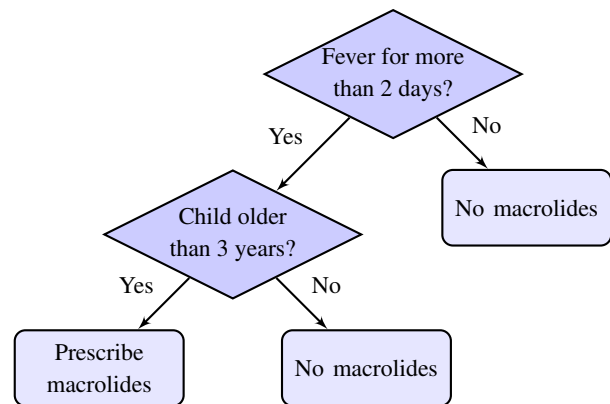 Fever for more
than 2 days?
Yes
No
No macrolides
Child older
than 3 years?
Yes
No
Prescribe
macrolides
No macrolides